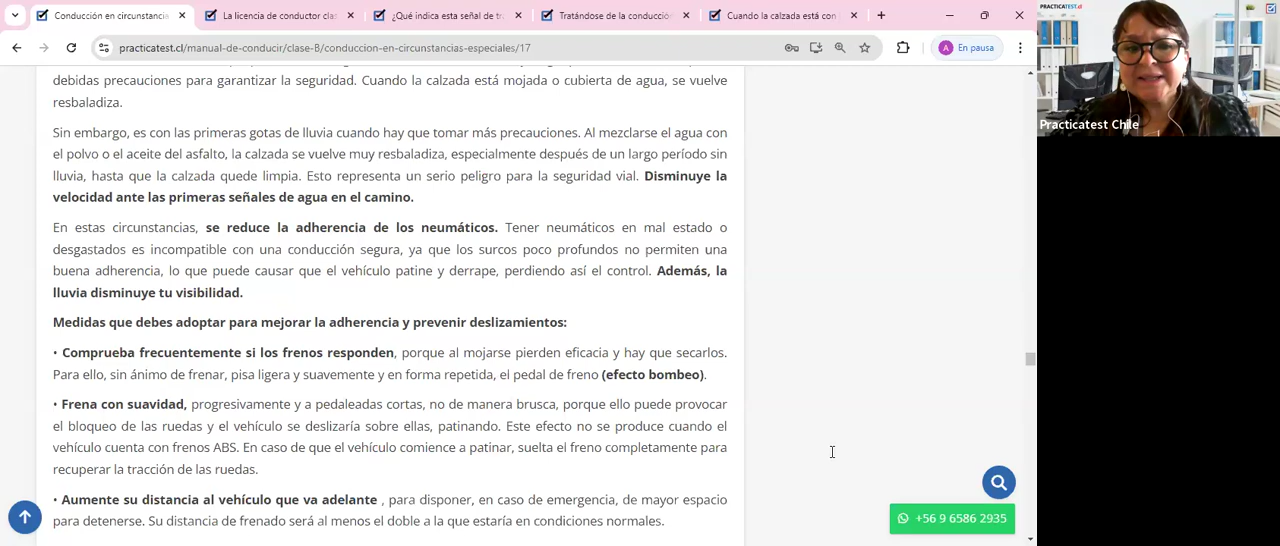 Conducción en circunstancia
La licencia de conductor clas
¿Qué indica esta señal de tr
Tratándose de la conducción
Cuando la calzada está con
practicatest.cl/manual-de-conducir/clase-B/conduccion-en-circunstancias-especiales/17
A En pausa
PRACTICATEST.cl
Practicatest Chile
debidas precauciones para garantizar la seguridad. Cuando la calzada está mojada o cubierta de agua, se vuelve
resbaladiza.
Sin embargo, es con las primeras gotas de lluvia cuando hay que tomar más precauciones. Al mezclarse el agua con
el polvo o el aceite del asfalto, la calzada se vuelve muy resbaladiza, especialmente después de un largo período sin
lluvia, hasta que la calzada quede limpia. Esto representa un serio peligro para la seguridad vial. Disminuye la
velocidad ante las primeras señales de agua en el camino.
En estas circunstancias, se reduce la adherencia de los neumáticos. Tener neumáticos en mal estado o
desgastados es incompatible con una conducción segura, ya que los surcos poco profundos no permiten una
buena adherencia, lo que puede causar que el vehículo patine y derrape, perdiendo así el control. Además, la
lluvia disminuye tu visibilidad.
Medidas que debes adoptar para mejorar la adherencia y prevenir deslizamientos:
• Comprueba frecuentemente si los frenos responden, porque al mojarse pierden eficacia y hay que secarlos.
Para ello, sin ánimo de frenar, pisa ligera y suavemente y en forma repetida, el pedal de freno (efecto bombeo).
• Frena con suavidad, progresivamente y a pedaleadas cortas, no de manera brusca, porque ello puede provocar
el bloqueo de las ruedas y el vehículo se deslizaría sobre ellas, patinando. Este efecto no se produce cuando el
vehículo cuenta con frenos ABS. En caso de que el vehículo comience a patinar, suelta el freno completamente para
recuperar la tracción de las ruedas.
• Aumente su distancia al vehículo que va adelante , para disponer, en caso de emergencia, de mayor espacio
para detenerse. Su distancia de frenado será al menos el doble a la que estaría en condiciones normales.
+56 9 6586 2935